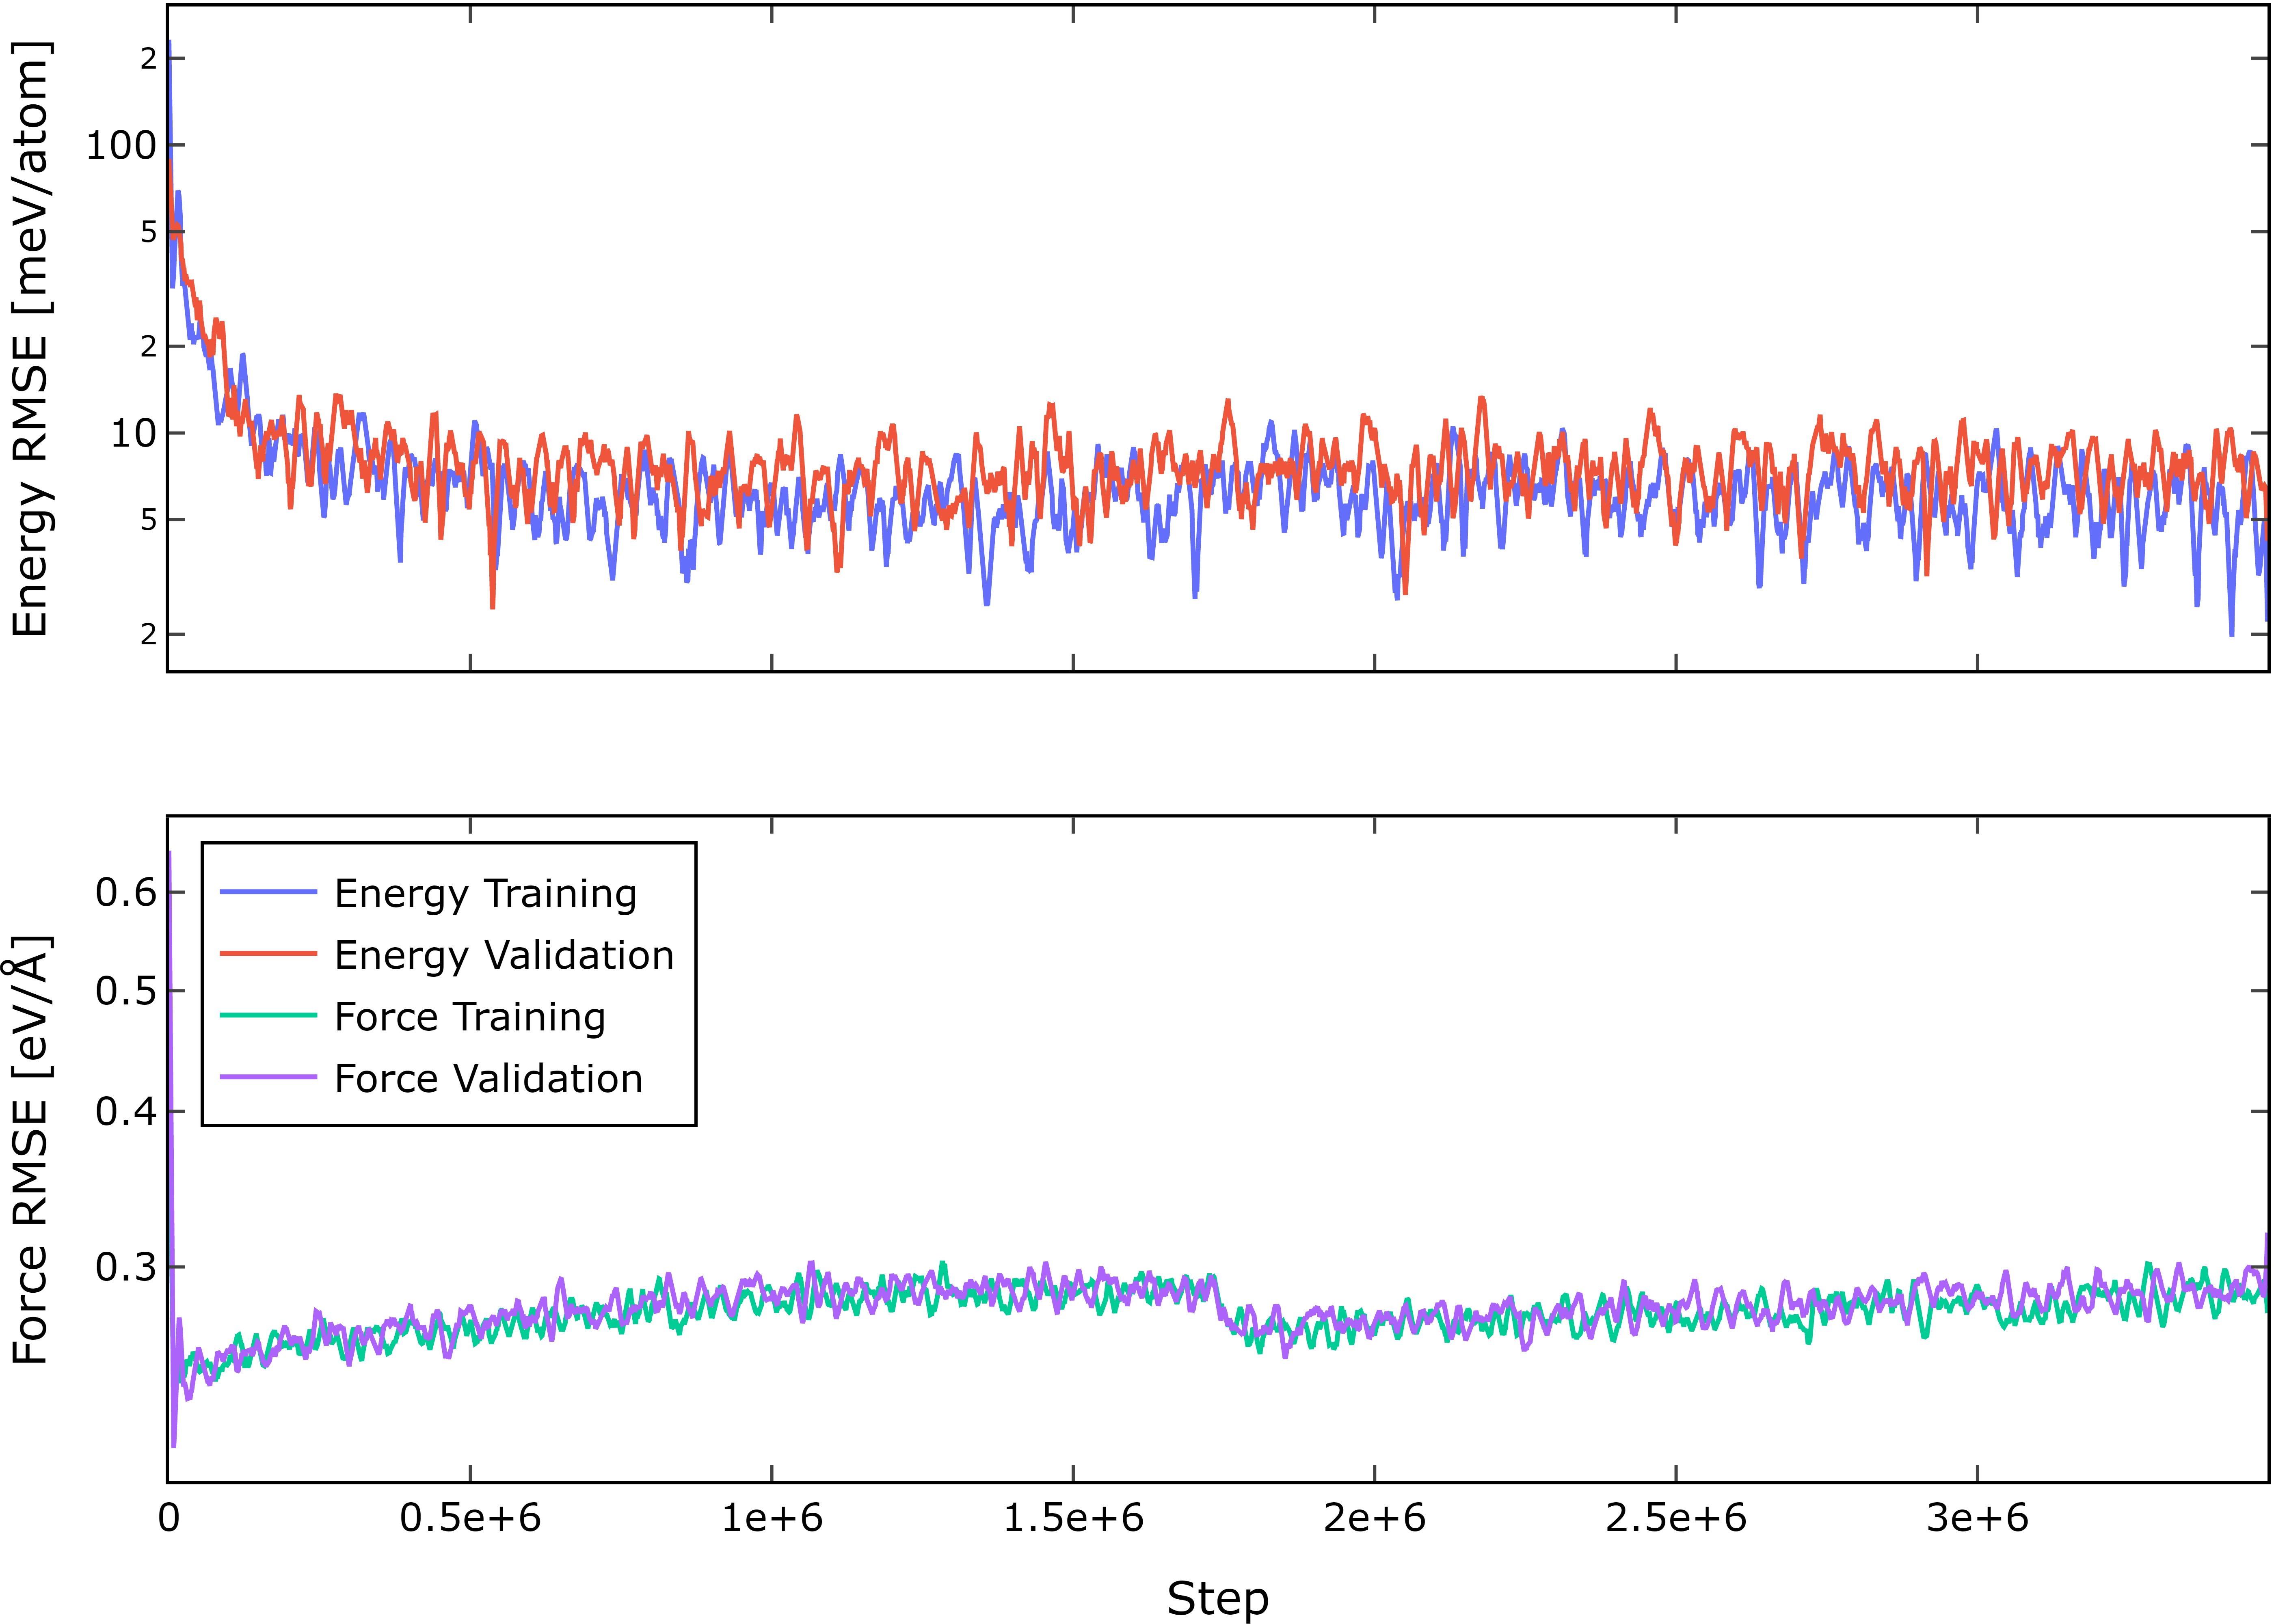 Energy RMSE [meV/atom]
2
100
5
2
10
5
2
Force RMSE [eV/Å]
0.6
0.5
0.4
0.3
Energy Training
Energy Validation
Force Training
Force Validation
0 0.5e+6 1e+6 1.5e+6 2e+6 2.5e+6 3e+6
Step